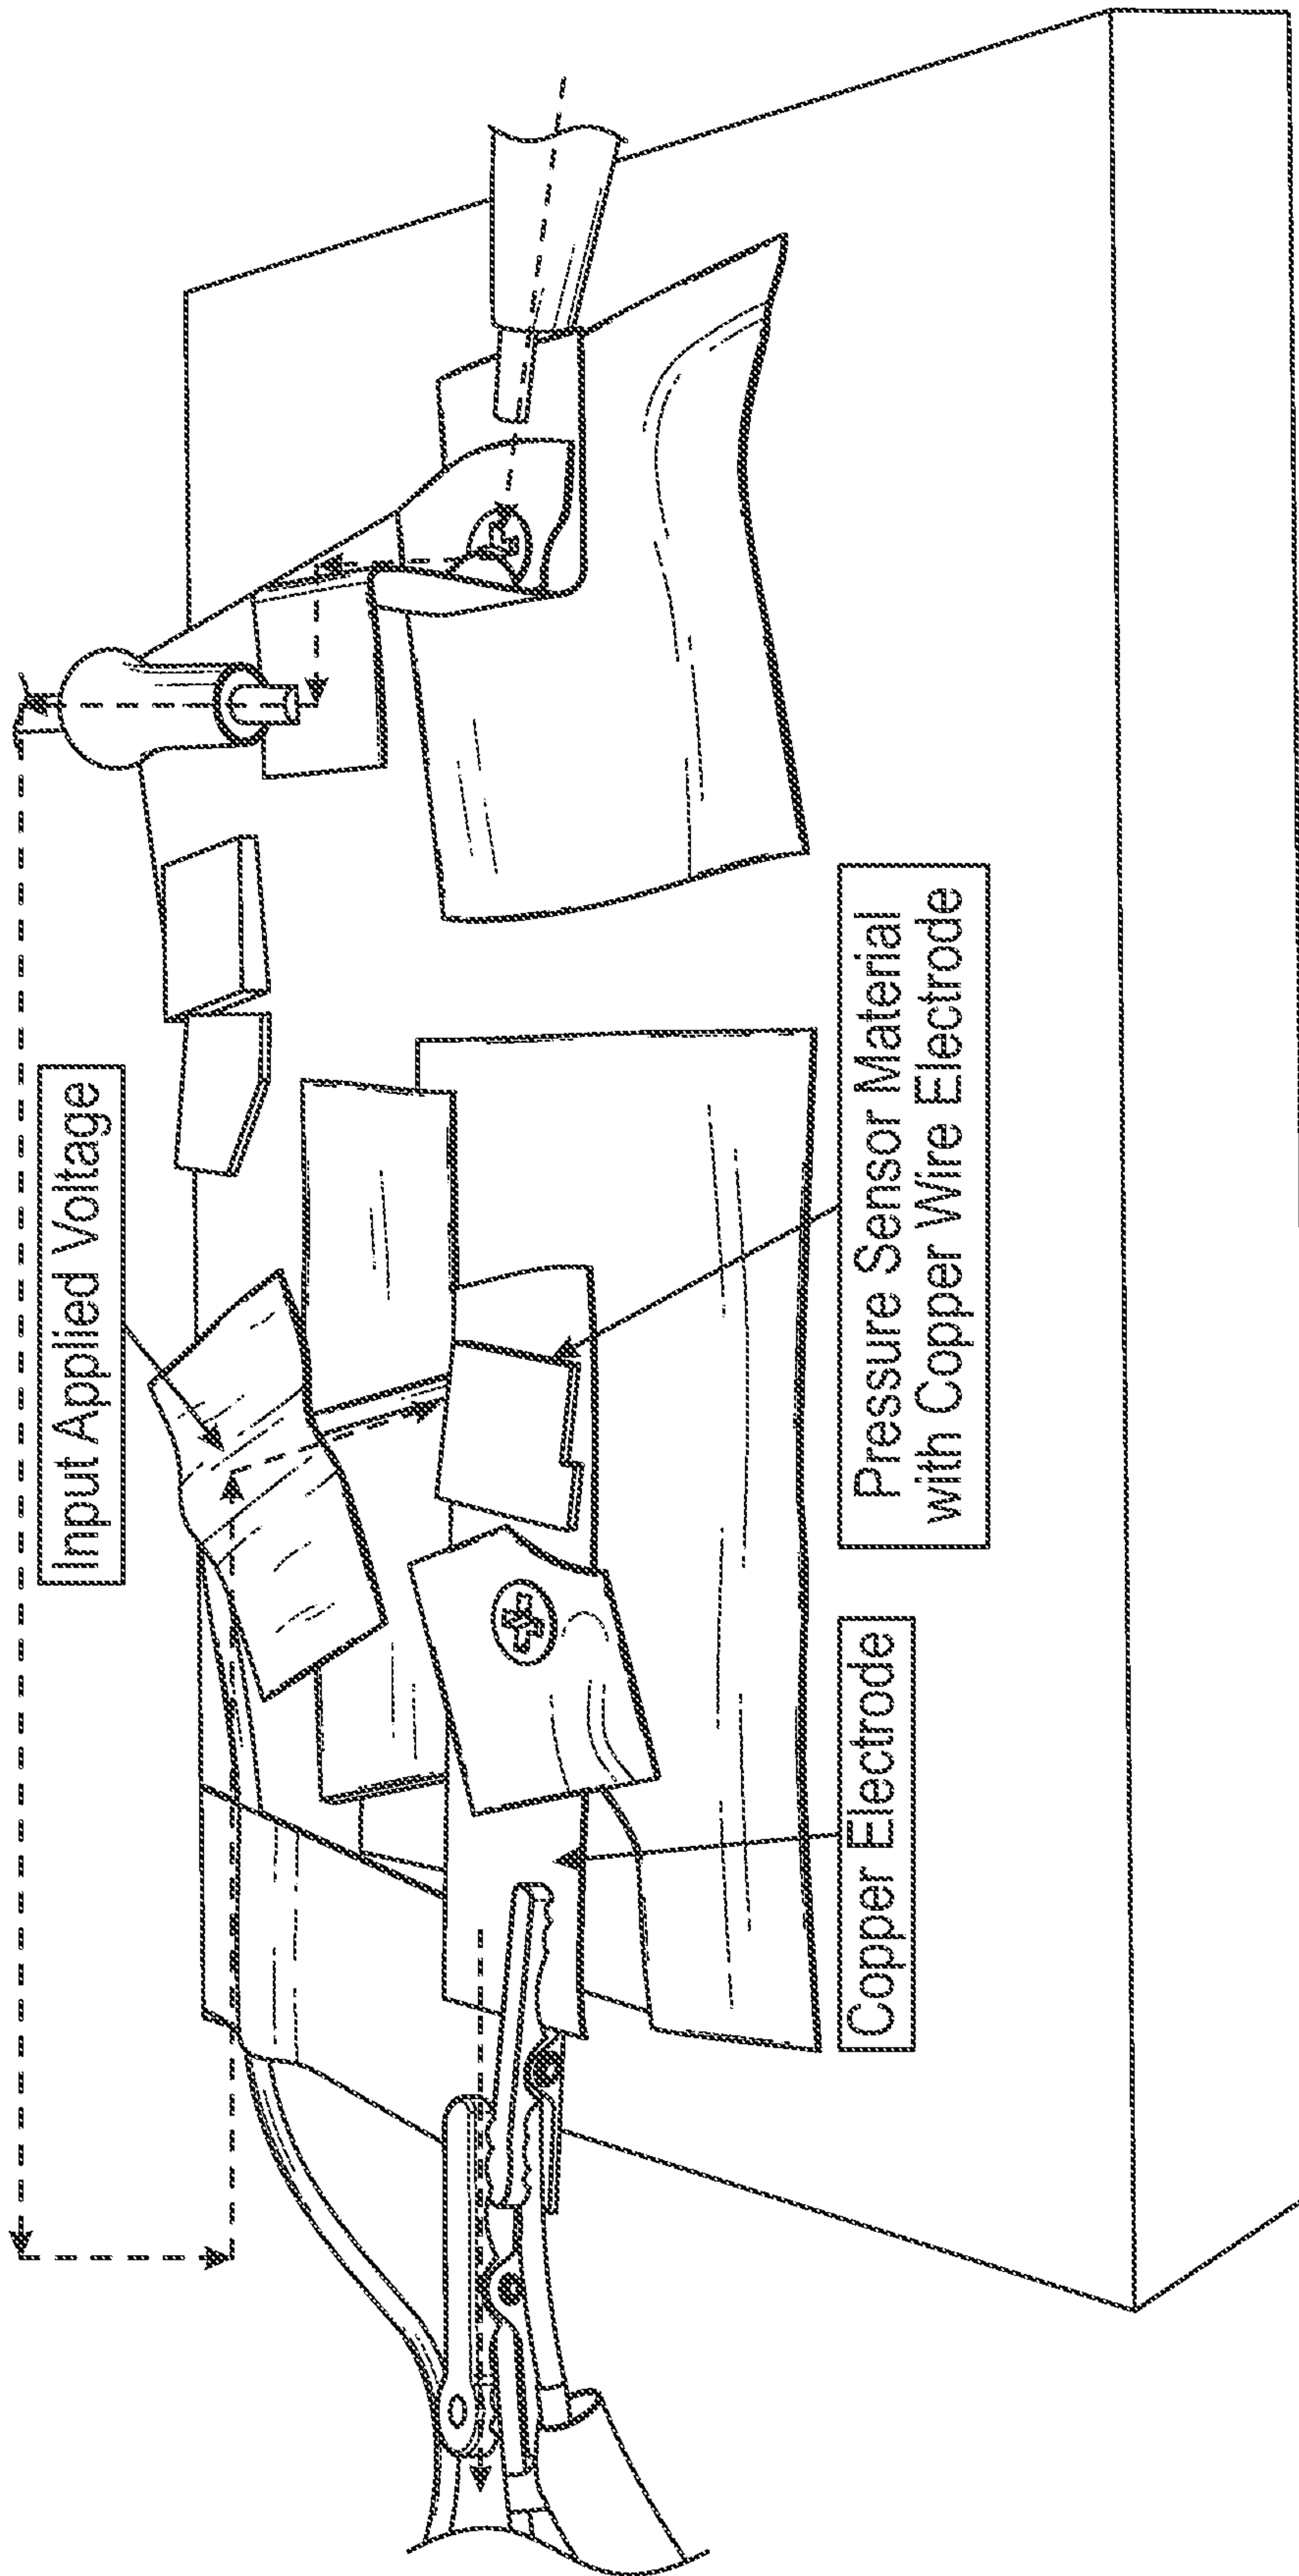 Input Applied Voltage
Copper Electrode
Pressure Sensor Material
with Copper Wire Electrode